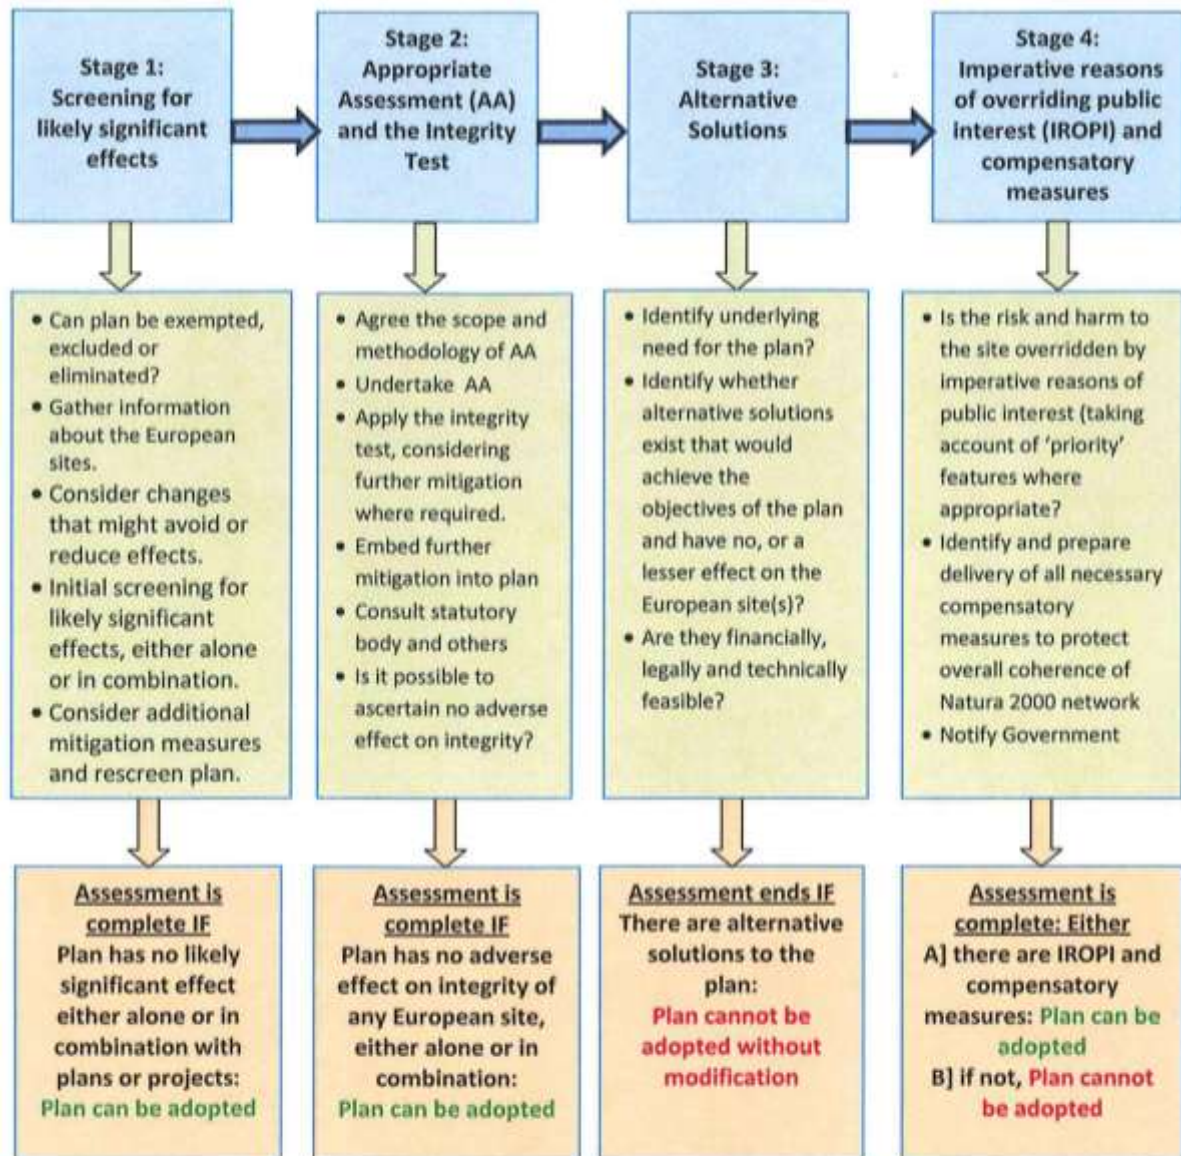 Stage 1:
Screening for
likely significant
effects
Stage 2:
Appropriate
Assessment (AA)
and the Integrity
Test
Stage 3:
Alternative
Solutions
Stage 4:
Imperative reasons
of overriding public
interest (IROPI) and
compensatory
measures
• Can plan be exempted,
excluded or
eliminated?
• Gather information
about the European
sites.
• Consider changes
that might avoid or
reduce effects.
• Initial screening for
likely significant
effects, either alone
or in combination.
• Consider additional
mitigation measures
and rescreen plan.
• Agree the scope and
methodology of AA
• Undertake AA
• Apply the integrity
test, considering
further mitigation
where required.
• Embed further
mitigation into plan
• Consult statutory
body and others
• Is it possible to
ascertain no adverse
effect on integrity?
• Identify underlying
need for the plan?
• Identify whether
alternative solutions
exist that would
achieve the
objectives of the plan
and have no, or a
lesser effect on the
European site(s)?
• Are they financially,
legally and technically
feasible?
• Is the risk and harm to
the site overridden by
imperative reasons of
public interest (taking
account of ‘priority’
features where
appropriate?
• Identify and prepare
delivery of all necessary
compensatory
measures to protect
overall coherence of
Natura 2000 network
• Notify Government
Assessment is
complete IF
Plan has no likely
significant effect
either alone or in
combination with
plans or projects:
Plan can be adopted
Assessment is
complete IF
Plan has no adverse
effect on integrity of
any European site,
either alone or in
combination:
Plan can be adopted
Assessment ends IF
There are alternative
solutions to the
plan:
Plan cannot be
adopted without
modification
Assessment is
complete: Either
A] there are IROPI and
compensatory
measures: Plan can be
adopted
B] if not, Plan cannot
be adopted